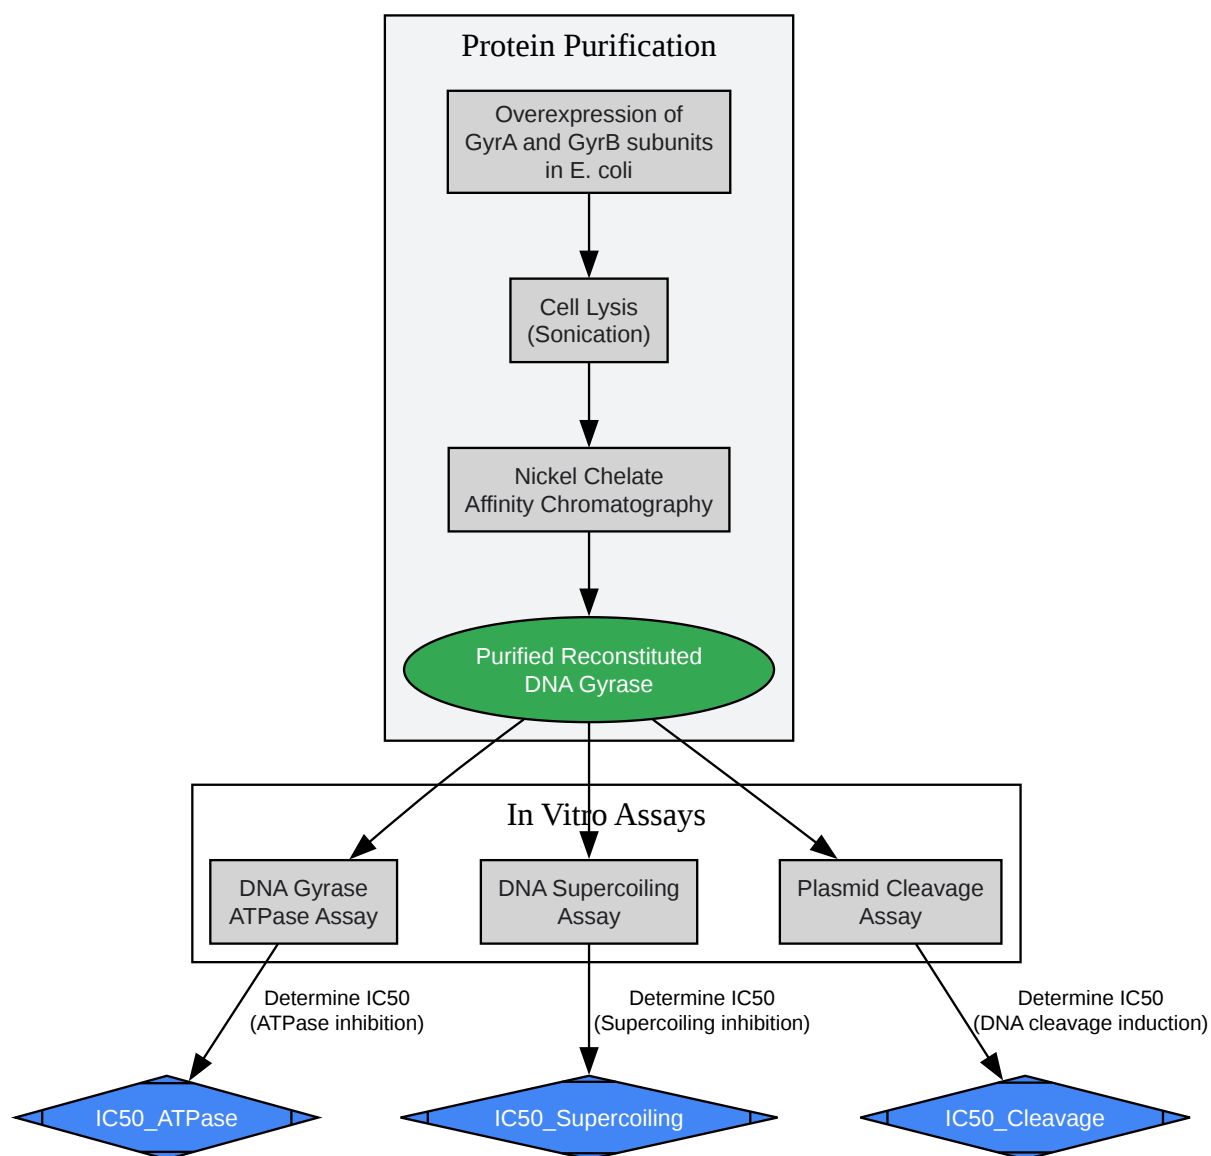 Protein Purification
Overexpression of
GyrA and GyrB subunits
in E. coli
Cell Lysis
(Sonication)
Nickel Chelate
Affinity Chromatography
Purified Reconstituted
DNA Gyrase
In Vitro Assays
DNA Gyrase
ATPase Assay
DNA Supercoiling
Assay
Plasmid Cleavage
Assay
Determine IC50
(ATPase inhibition)
Determine IC50
(Supercoiling inhibition)
Determine IC50
(DNA cleavage induction)
IC50_ATPase
IC50_Supercoiling
IC50_Cleavage